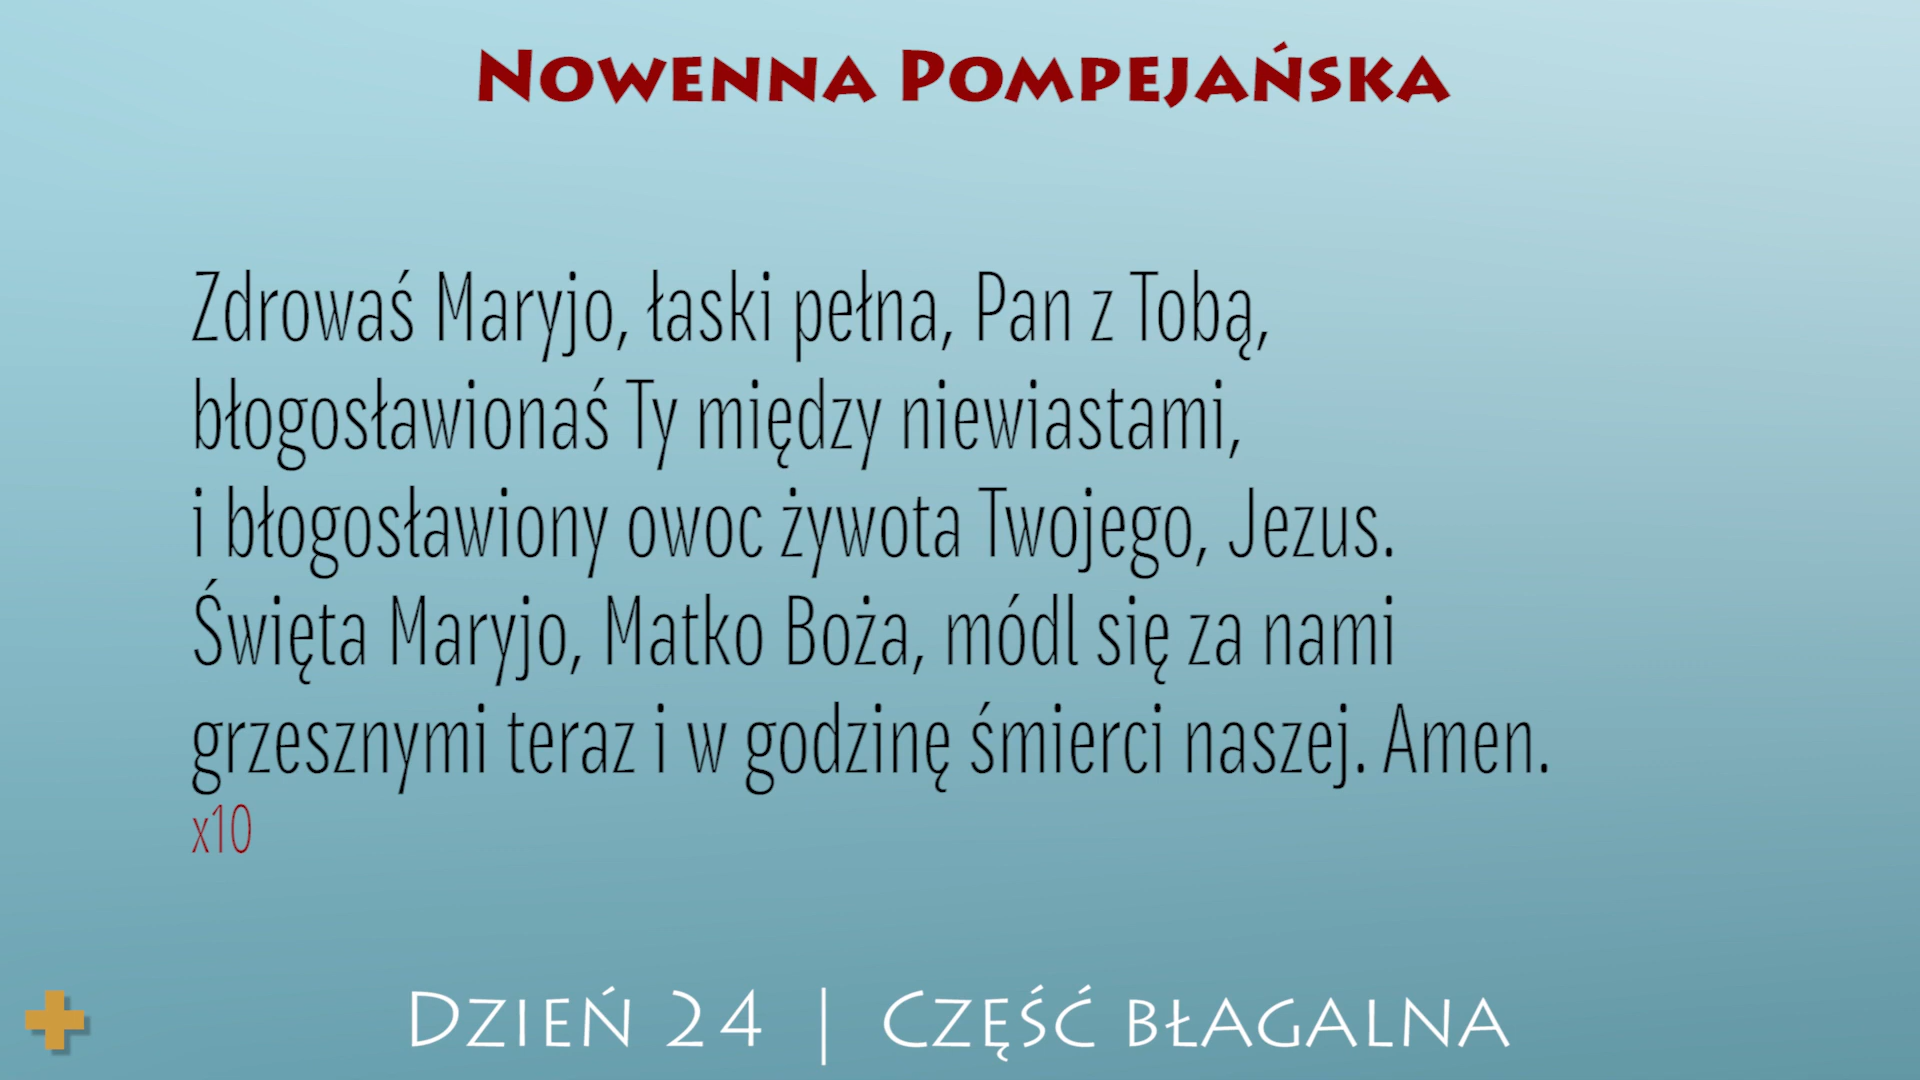 Nowenna Pompejańska
Zdrowaś Maryjo, łaski pełna, Pan z Tobą,
błogosławionaś Ty między niewiastami,
i błogosławiony owoc żywota Twojego, Jezus.
Święta Maryjo, Matko Boża, módl się za nami
grzesznymi teraz i w godzinę śmierci naszej. Amen.
x10
Dzień 24 | Część błagalna